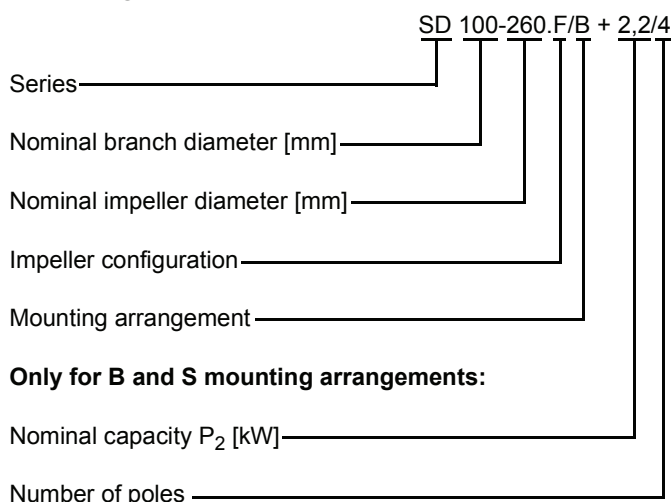 SD 100-260.F/B + 2,2/4
Series
Nominal branch diameter [mm]
Nominal impeller diameter [mm]
Impeller configuration
Mounting arrangement
Only for B and S mounting arrangements:
Nominal capacity P2 [kW]
Number of poles